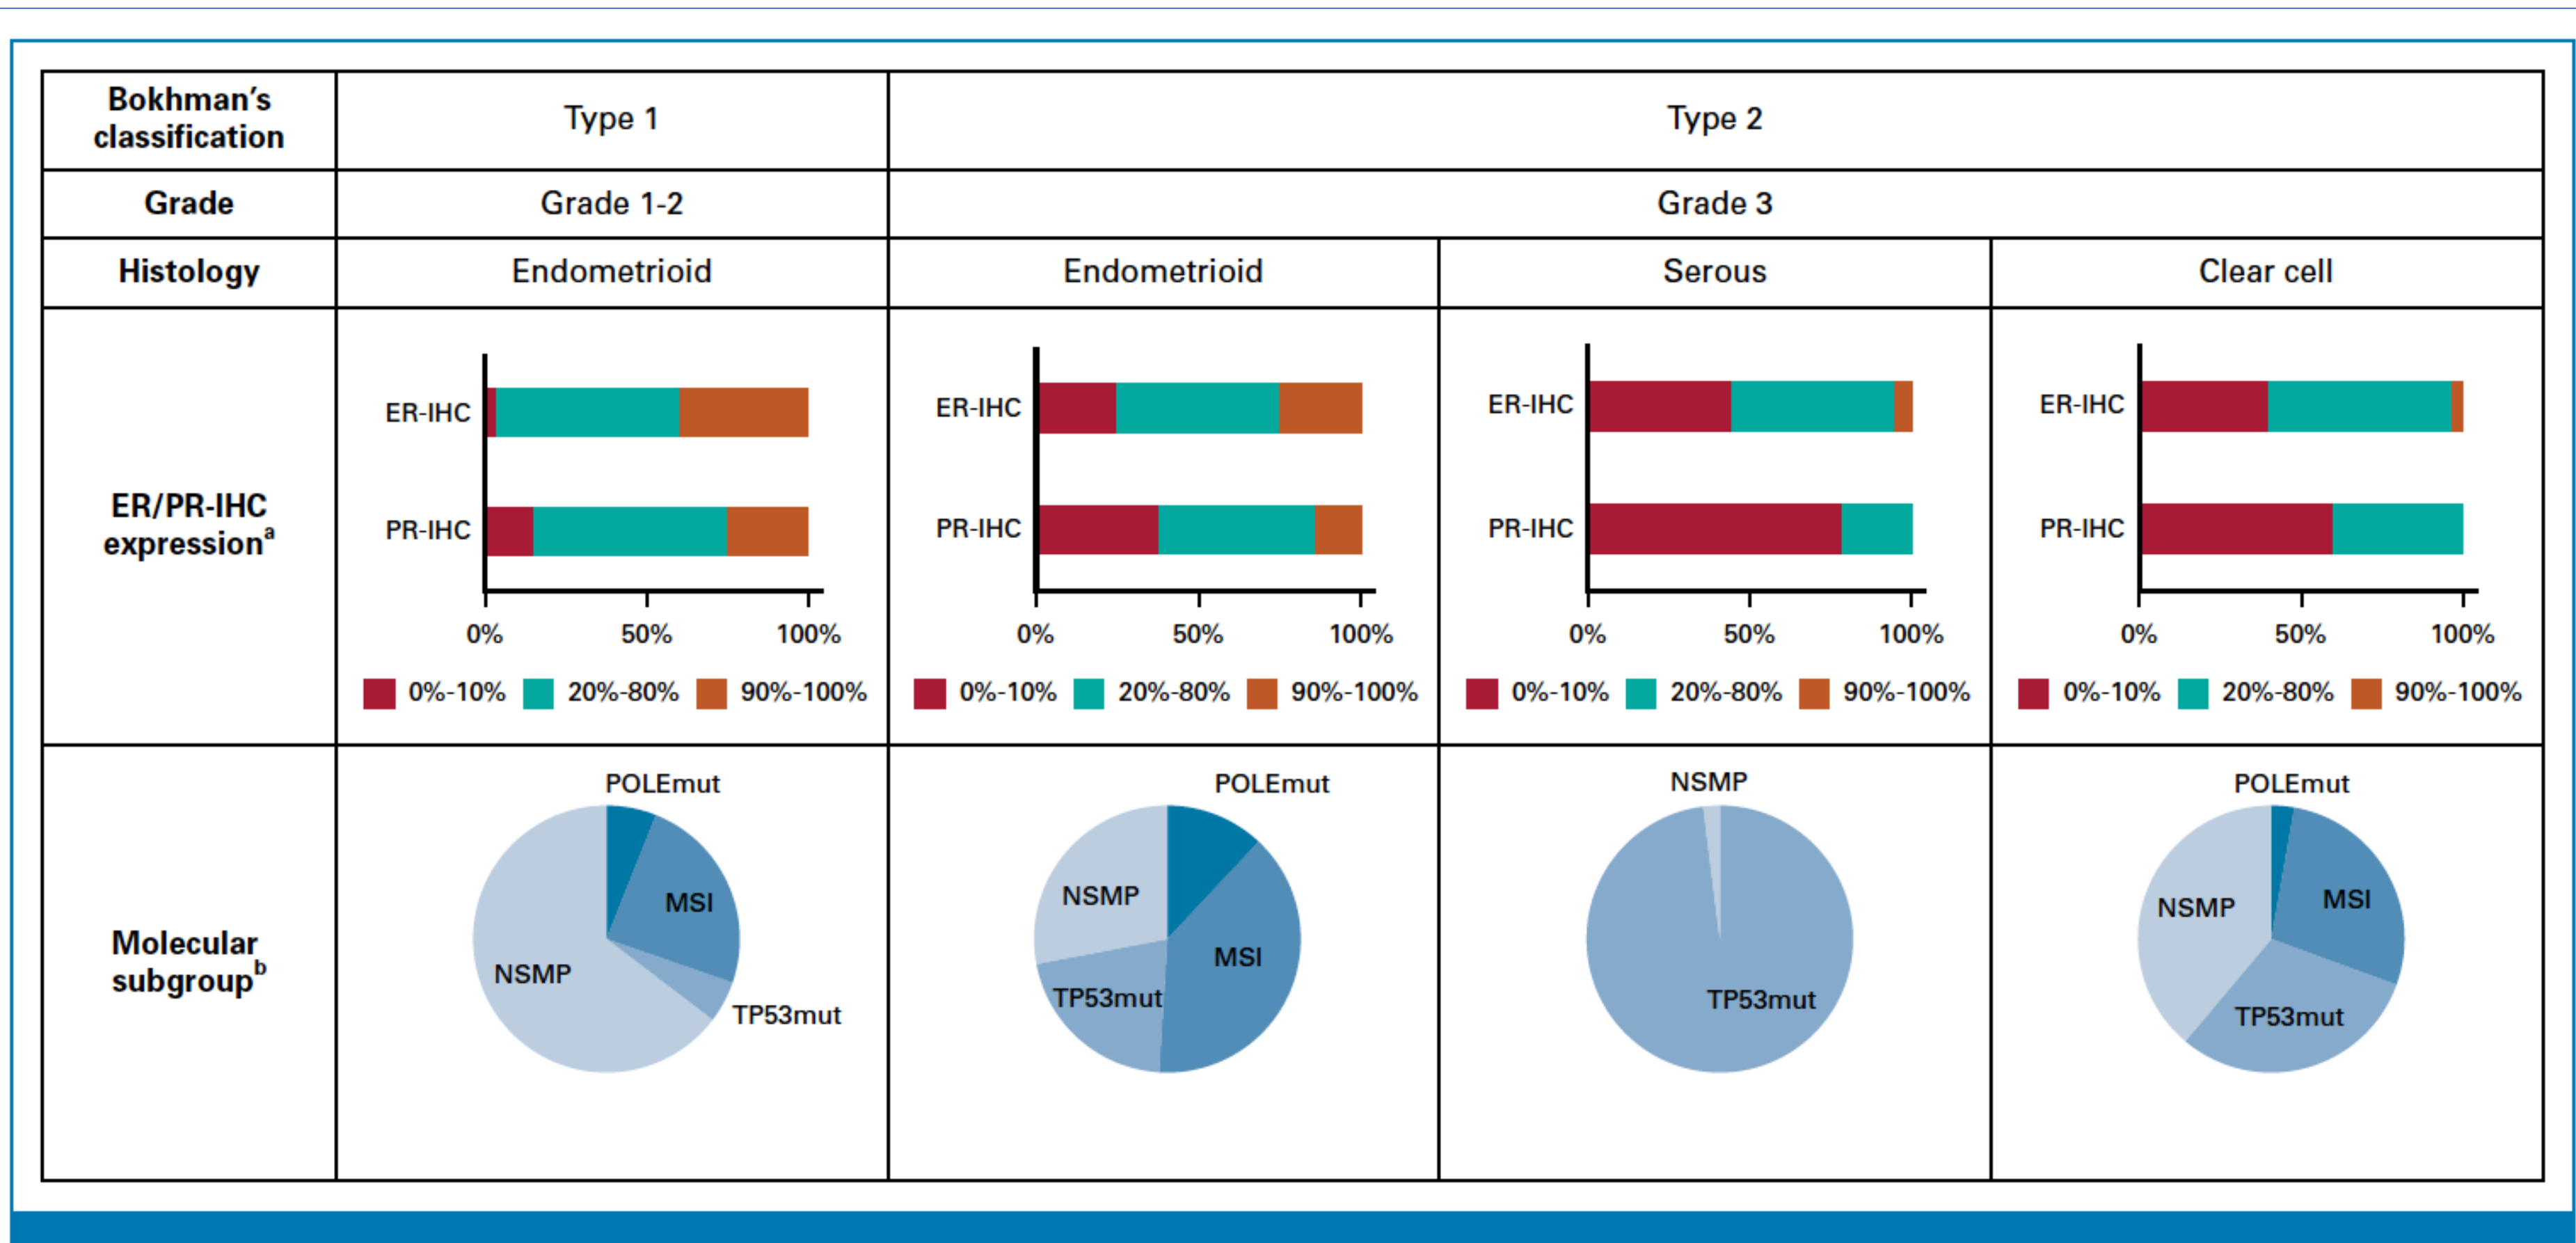 Bokhman's
classification
Type 1
Type 2
Grade
Grade 1-2
Grade 3
Histology
Endometrioid
Endometrioid
Serous
Clear cell
ER/PR-IHC
expressionᵃ
ER-IHC
PR-IHC
0% 50% 100%
0%-10% 20%-80% 90%-100%
ER-IHC
PR-IHC
0% 50% 100%
0%-10% 20%-80% 90%-100%
ER-IHC
PR-IHC
0% 50% 100%
0%-10% 20%-80% 90%-100%
ER-IHC
PR-IHC
0% 50% 100%
0%-10% 20%-80% 90%-100%
Molecular
subgroupᵇ
POLEmut
MSI
NSMP
TP53mut
POLEmut
NSMP
MSI
TP53mut
NSMP
TP53mut
POLEmut
MSI
NSMP
TP53mut